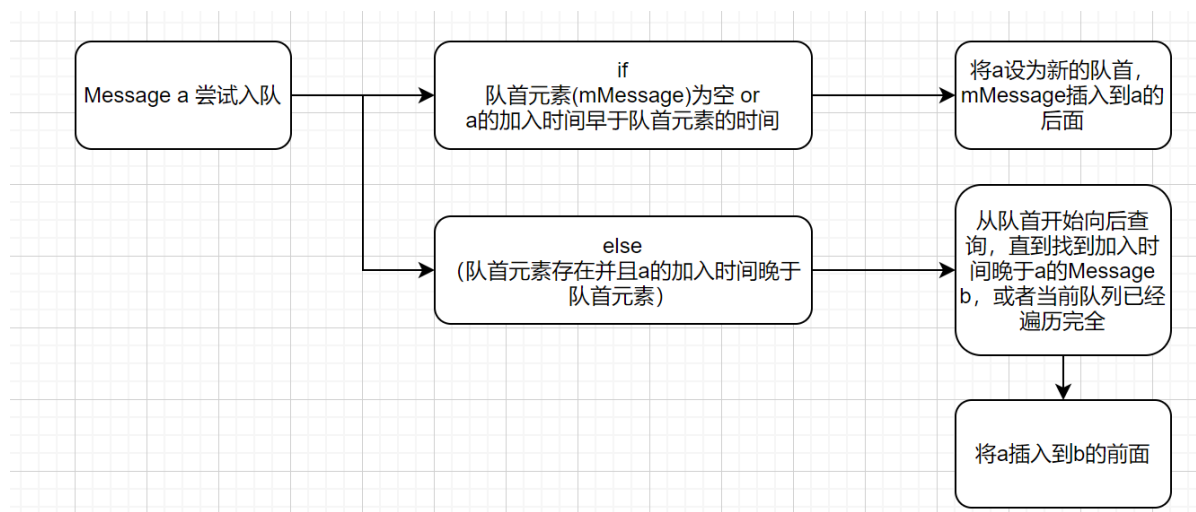 Message a 尝试入队
if
队首元素(mMessage)为空 or
a的加入时间早于队首元素的时间
将a设为新的队首，
mMessage插入到a的
后面
else
（队首元素存在并且a的加入时间晚于
队首元素）
从队首开始向后查
询，直到找到加入时
间晚于a的Message
b，或者当前队列已经
遍历完全
将a插入到b的前面